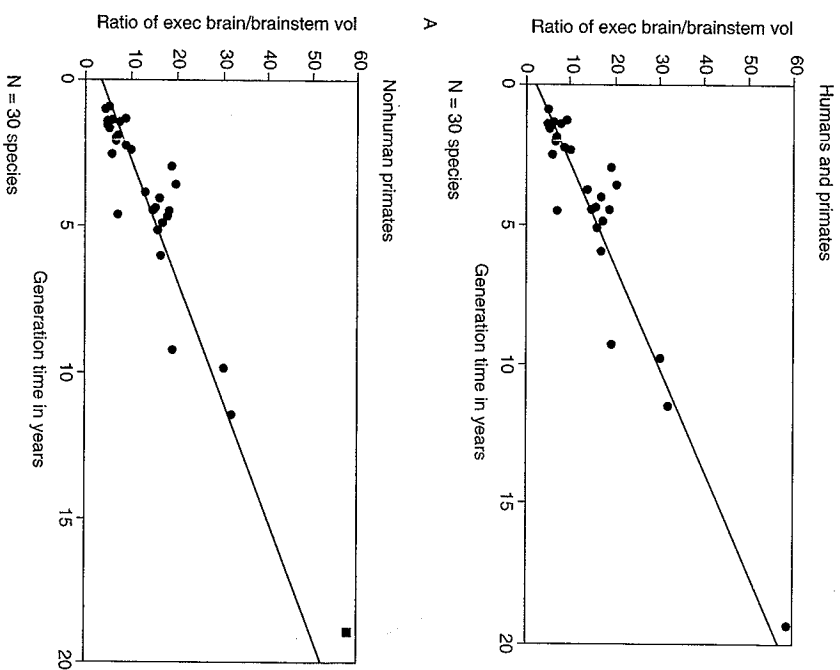 A
Humans and primates
Ratio of exec brain/brainstem vol
60
50
40
30
20
10
0
0
5
10
15
20
Generation time in years
N = 30 species
Nonhuman primates
Ratio of exec brain/brainstem vol
60
50
40
30
20
10
0
0
5
10
15
20
Generation time in years
N = 30 species